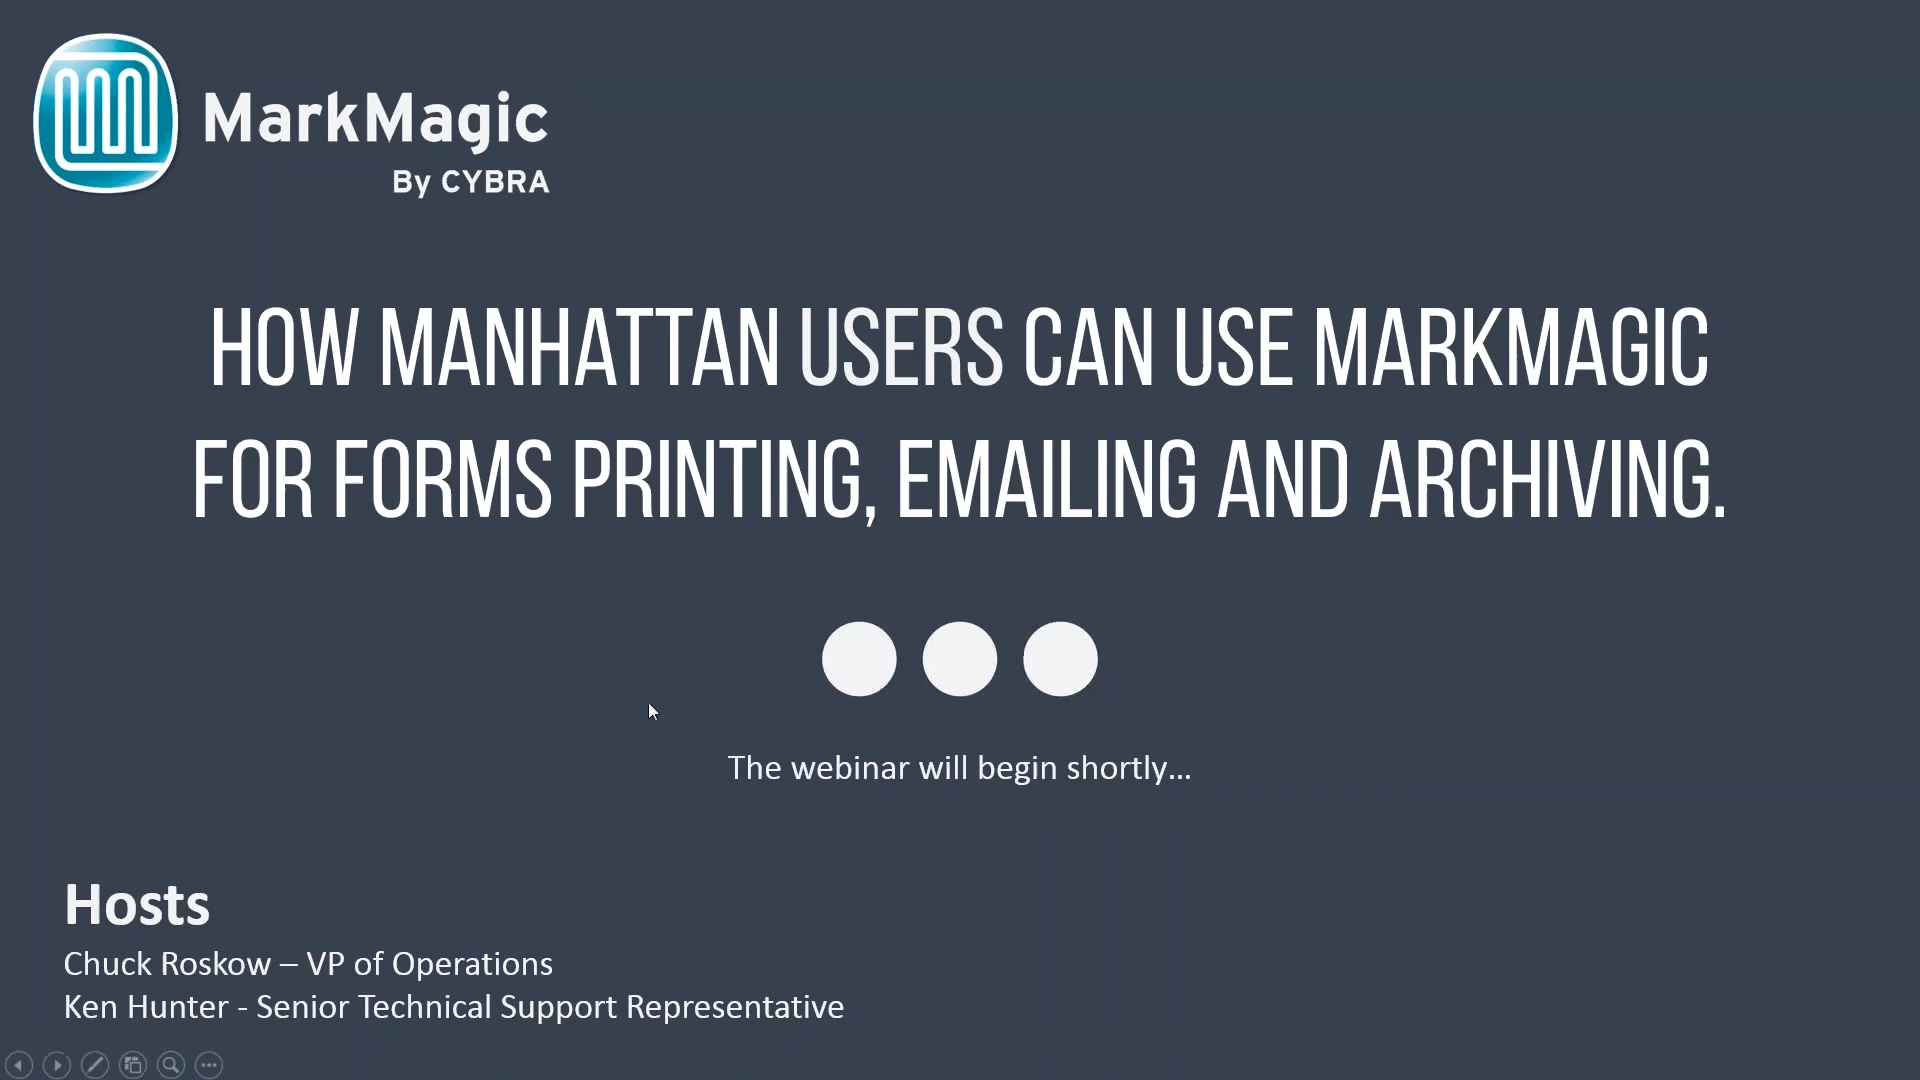 MarkMagic
By CYBRA
HOW MANHATTAN USERS CAN USE MARKMAGIC
FOR FORMS PRINTING, EMAILING AND ARCHIVING.
The webinar will begin shortly...
Hosts
Chuck Roskow – VP of Operations
Ken Hunter - Senior Technical Support Representative